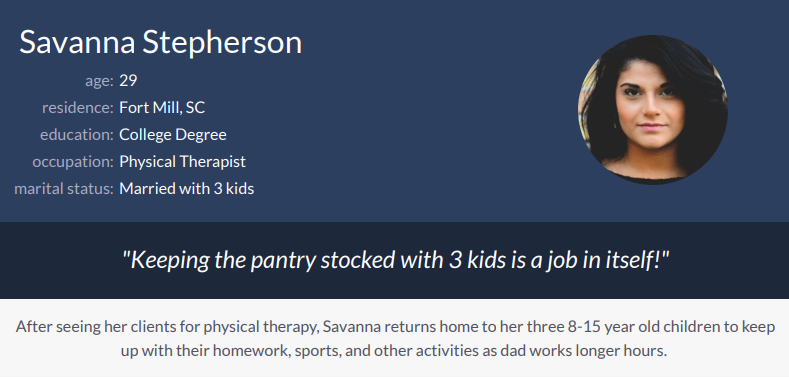 Savanna Stepherson
age: 29
residence: Fort Mill, SC
education: College Degree
occupation: Physical Therapist
marital status: Married with 3 kids
"Keeping the pantry stocked with 3 kids is a job in itself!"
After seeing her clients for physical therapy, Savanna returns home to her three 8-15 year old children to keep
up with their homework, sports, and other activities as dad works longer hours.